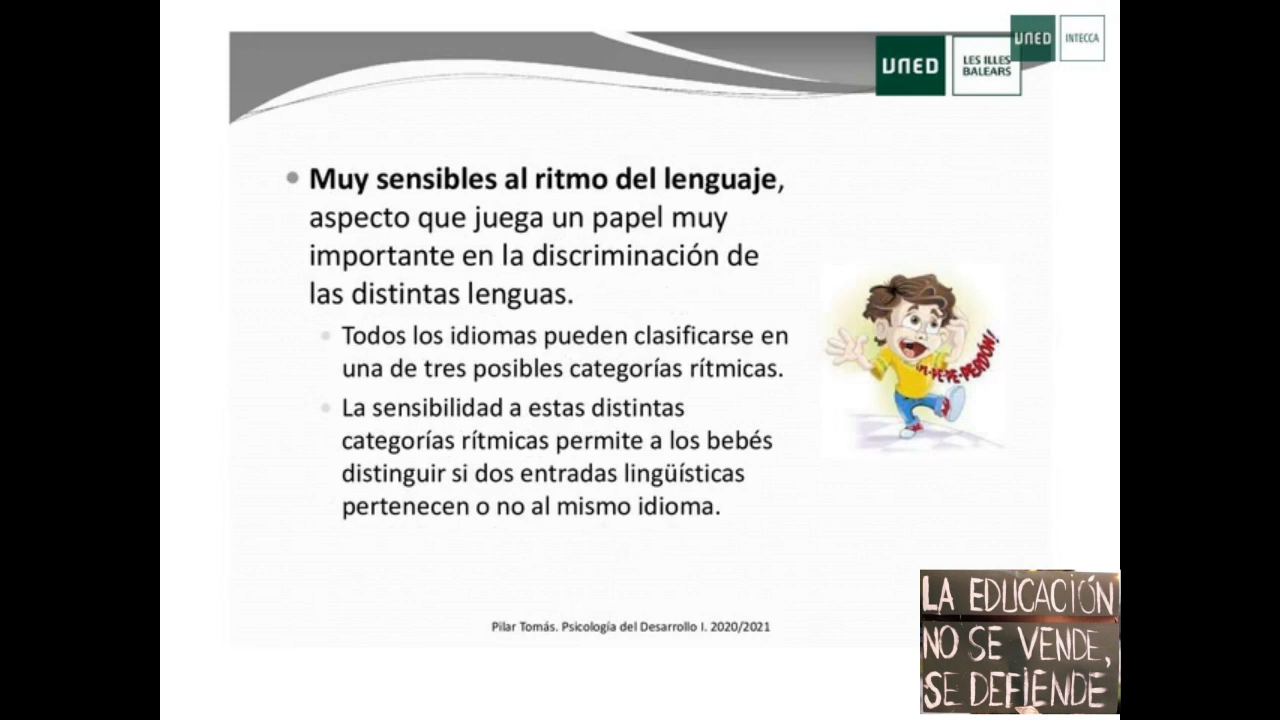 UNED
INTECCA
UNED
LES ILLES
BALEARS
• Muy sensibles al ritmo del lenguaje,
aspecto que juega un papel muy
importante en la discriminación de
las distintas lenguas.
• Todos los idiomas pueden clasificarse en
una de tres posibles categorías rítmicas.
• La sensibilidad a estas distintas
categorías rítmicas permite a los bebés
distinguir si dos entradas lingüísticas
pertenecen o no al mismo idioma.
PE-PE-PERDÓN!
Pilar Tomás. Psicología del Desarrollo I. 2020/2021
LA EDUCACIÓN
NO SE VENDE,
SE DEFIENDE